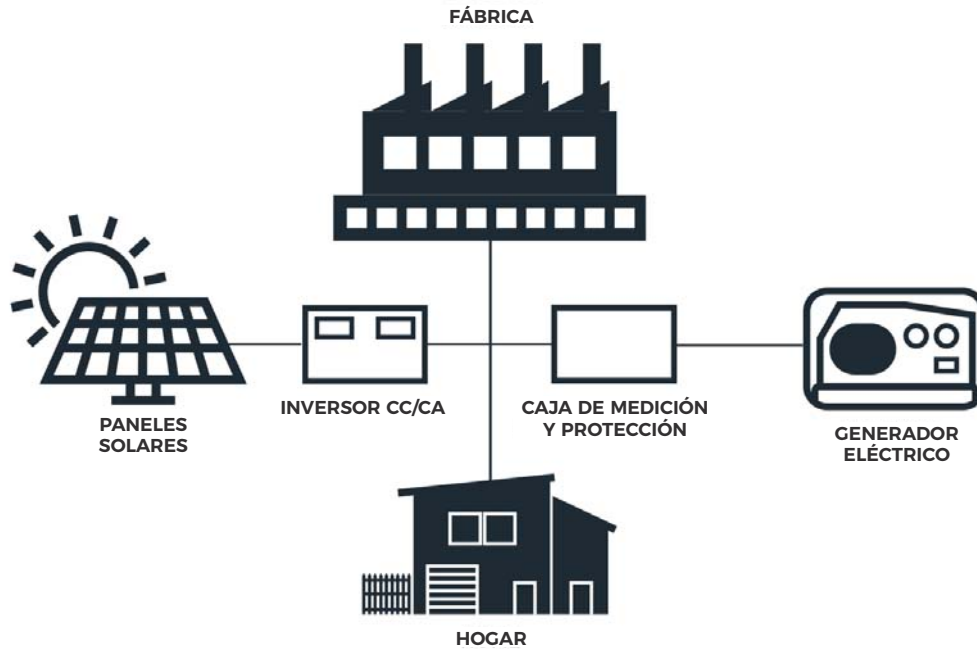 FÁBRICA
PANELES
SOLARES
INVERSOR CC/CA
CAJA DE MEDICIÓN
Y PROTECCIÓN
GENERADOR
ELÉCTRICO
HOGAR